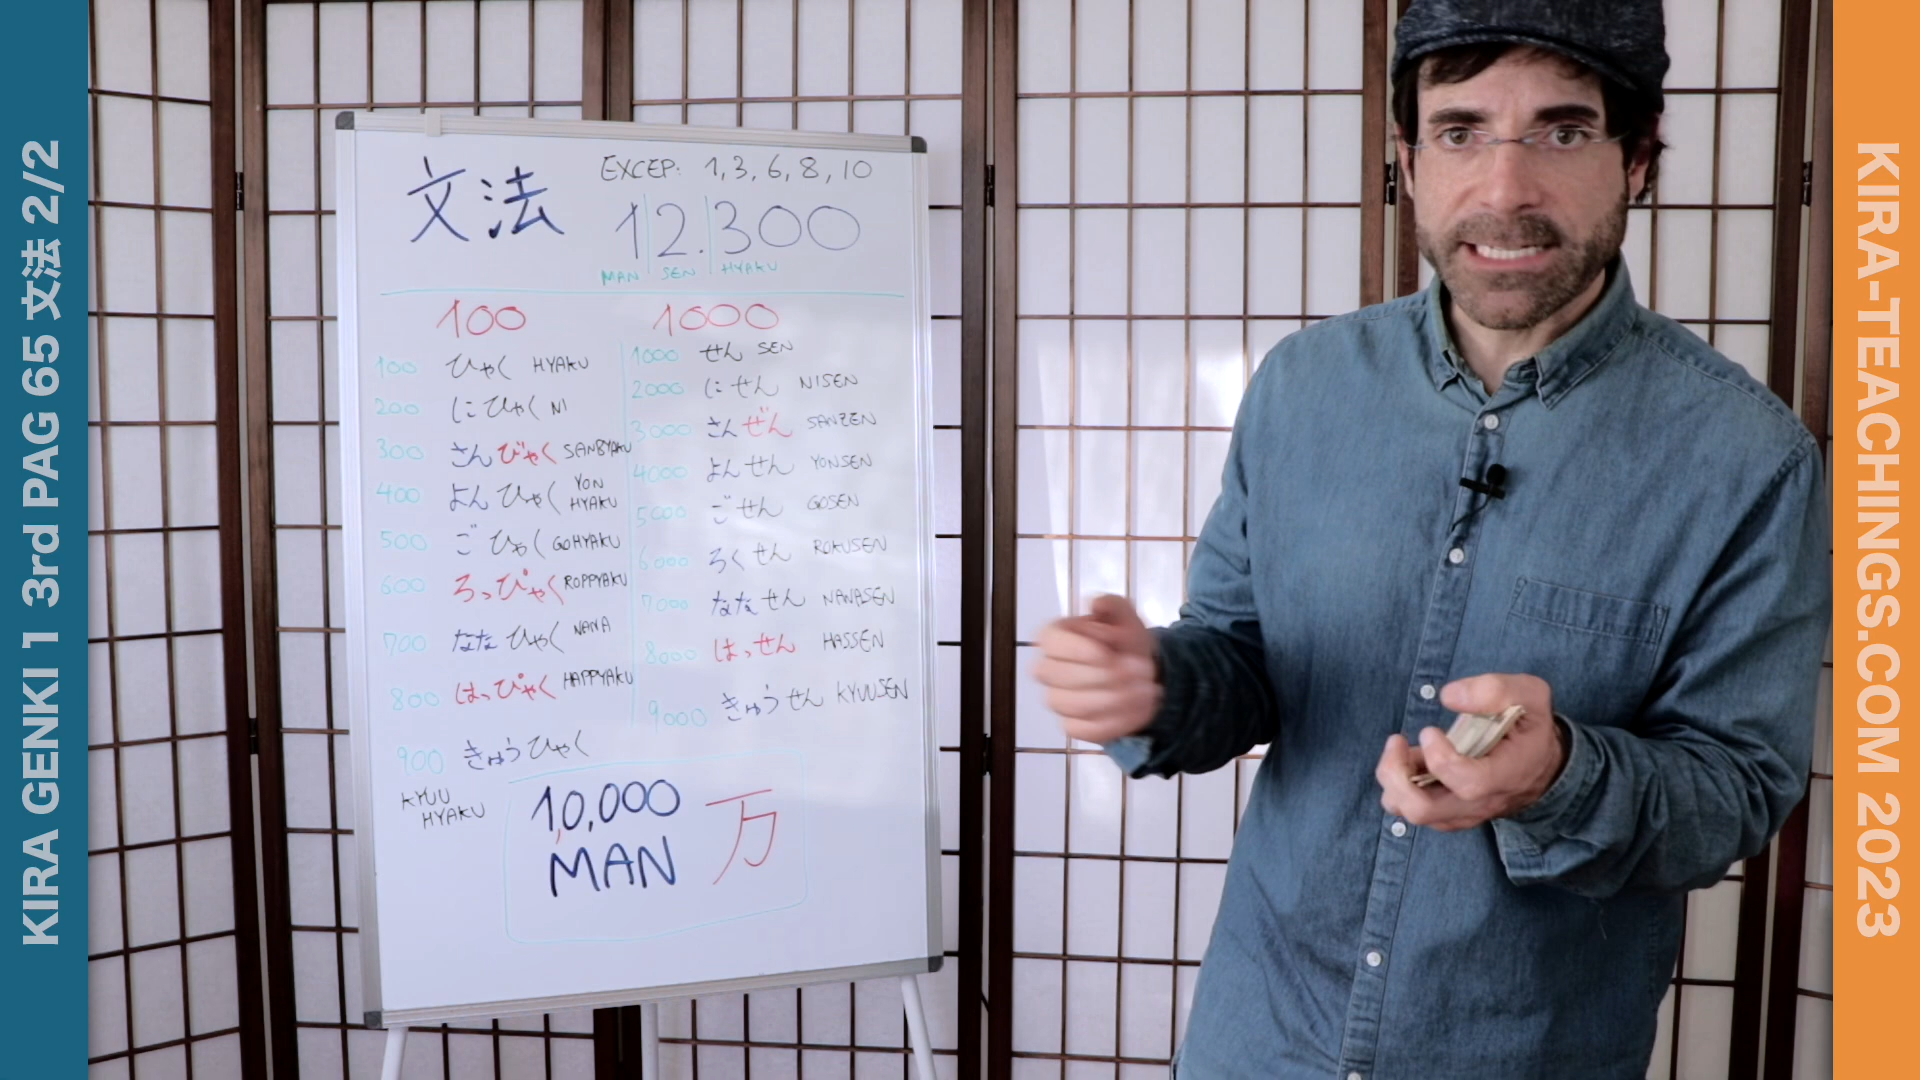 KIRA GENKI 1 3rd PAG 65 文法 2/2
文法
EXCEP: 1, 3, 6, 8, 10
12.300
MAN SEN HYAKU
100
100 ひゃく HYAKU
200 にひゃく NI
300 さんびゃく SANBYAKU
400 よんひゃく YON HYAKU
500 ごひゃく GOHYAKU
600 ろっぴゃく ROPPYAKU
700 ななひゃく NANA
800 はっぴゃく HAPPYAKU
900 きゅうひゃく
KYUU
HYAKU
1000
1000 せん SEN
2000 にせん NISEN
3000 さんぜん SANZEN
4000 よんせん YONSEN
5000 ごせん GOSEN
6000 ろくせん ROKUSEN
7000 ななせん NANASEN
8000 はっせん HASSEN
9000 きゅうせん KYUUSEN
1,0,000
MAN 万
KIRA-TEACHINGS.COM 2023